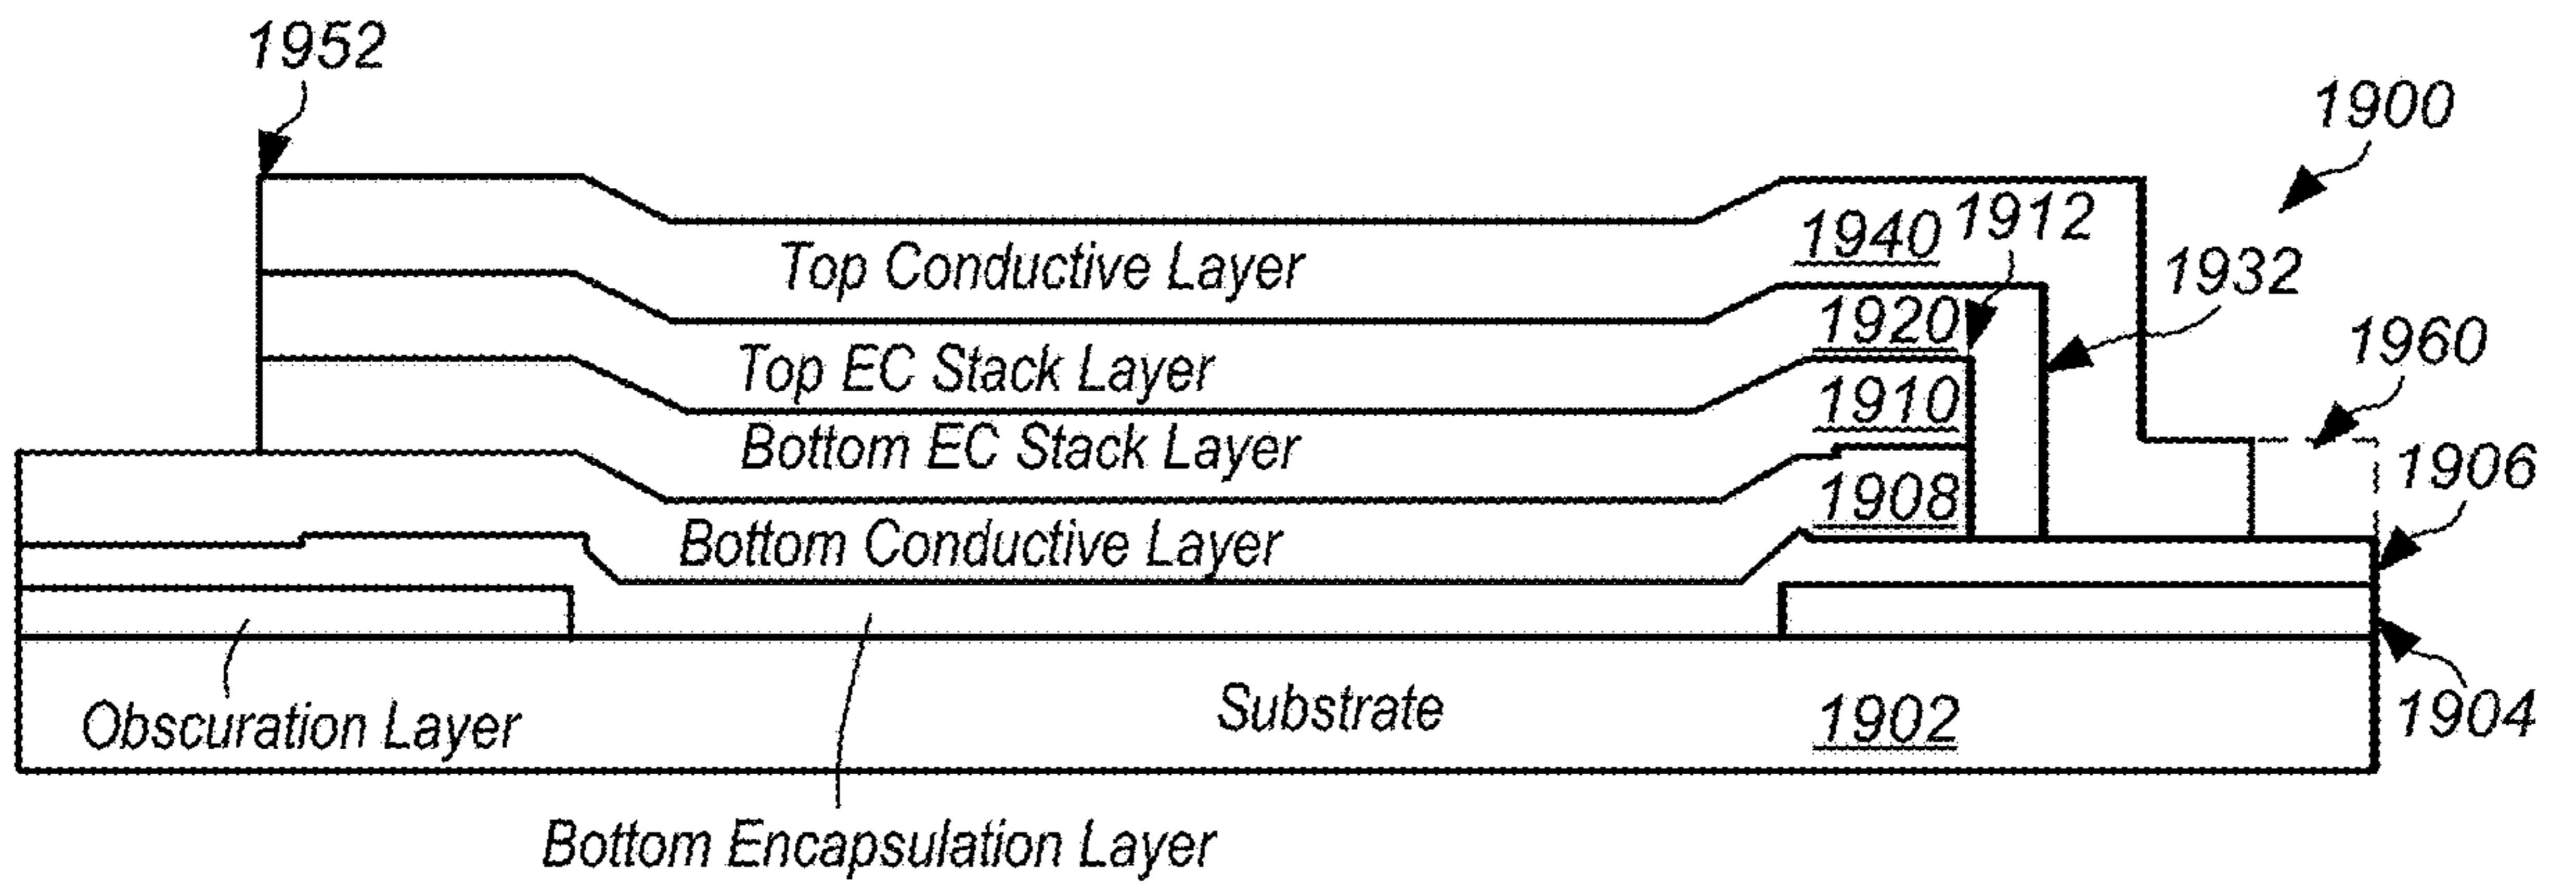 1952
1900
1940
1912
1932
Top Conductive Layer
1920
1960
Top EC Stack Layer
1910
Bottom EC Stack Layer
1906
1908
Bottom Conductive Layer
Obscuration Layer
Substrate
1902
1904
Bottom Encapsulation Layer